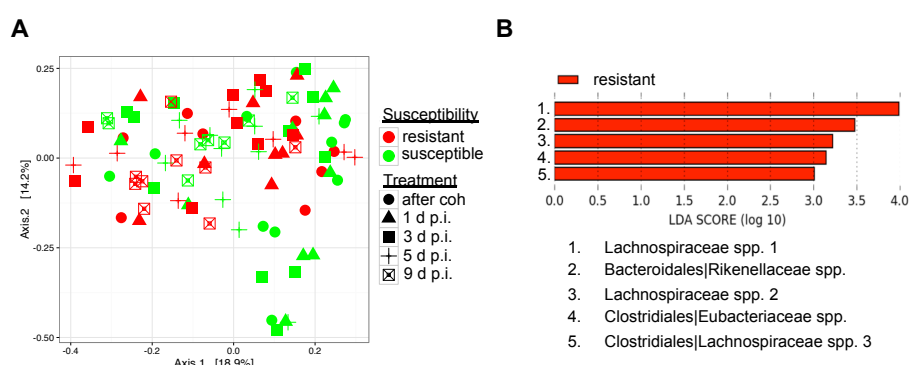 A
B
0.25
0.00
-0.25
-0.50
-0.4
-0.2
0.0
0.2
Axis.2 [14.2%]
Axis.1 [18.9%]
Susceptibility
resistant
susceptible
Treatment
after coh
1 d p.i.
3 d p.i.
5 d p.i.
9 d p.i.
resistant
1.
2.
3.
4.
5.
0.0 0.5 1.0 1.5 2.0 2.5 3.0 3.5 4.0
LDA SCORE (log 10)
1. Lachnospiraceae spp. 1
2. Bacteroidales|Rikenellaceae spp.
3. Lachnospiraceae spp. 2
4. Clostridiales|Eubacteriaceae spp.
5. Clostridiales|Lachnospiraceae spp. 3